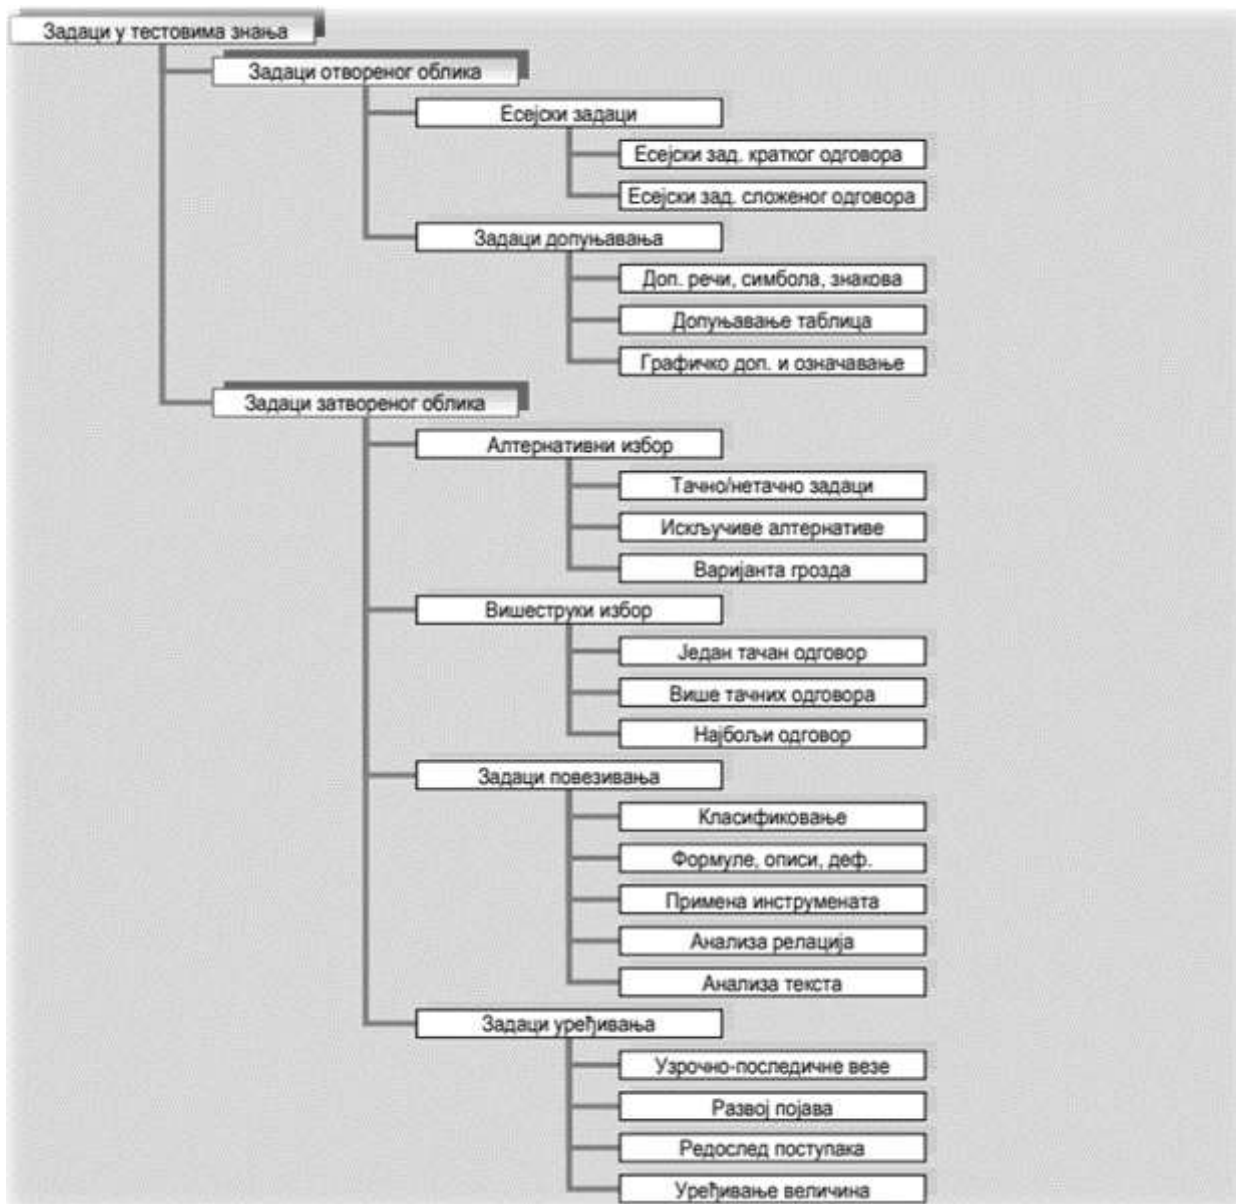 Задаци у тестовима знања
Задаци отвореног облика
Есејски задаци
Есејски зад. кратког одговора
Есејски зад. сложеног одговора
Задаци допуњавања
Доп. речи, симбола, знакова
Допуњавање таблица
Графичко доп. и означавање
Задаци затвореног облика
Алтернативни избор
Тачно/нетачно задаци
Искључиве алтернативе
Варијанта грозда
Вишеструки избор
Један тачан одговор
Више тачних одговора
Најбољи одговор
Задаци повезивања
Класификовање
Формуле, описи, деф.
Примена инструмената
Анализа релација
Анализа текста
Задаци уређивања
Узрочно-последичне везе
Развој појава
Редослед поступака
Уређивање величина